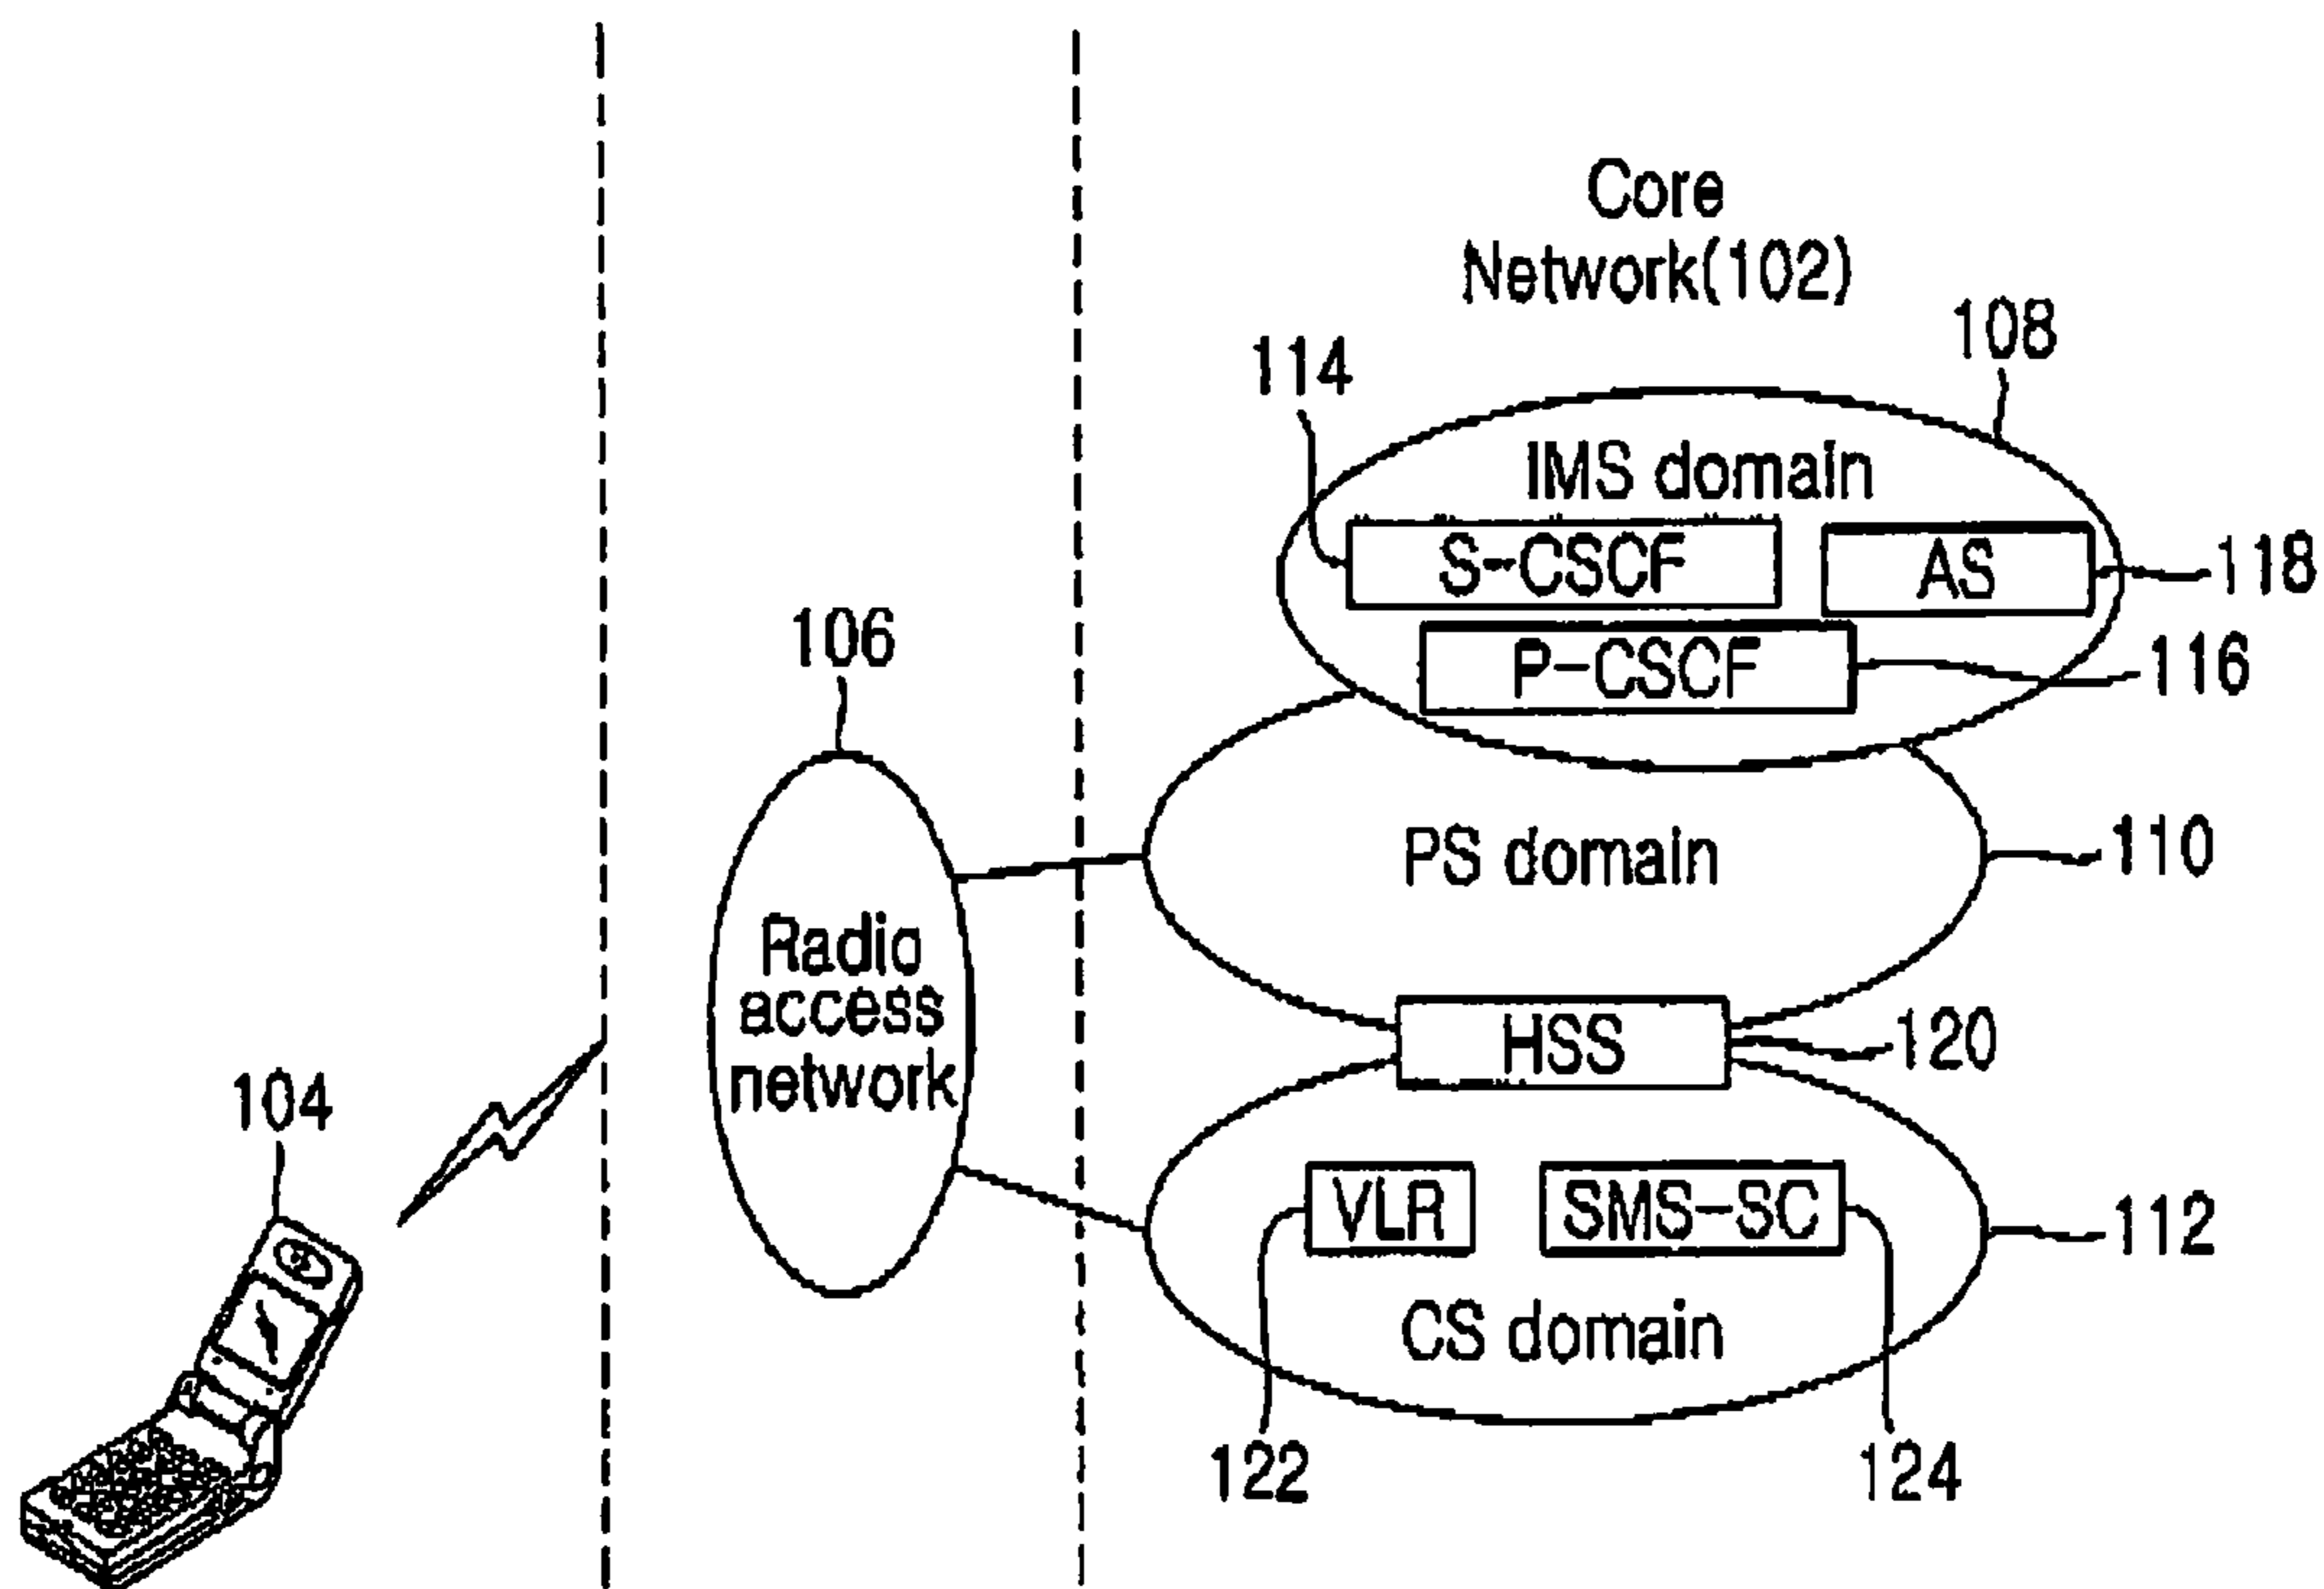 Core
Network(102)
108
114
IMS domain
S-CSCF
AS
118
106
P-CSCF
116
PS domain
110
Radio
access
network
HSS
120
104
VLR
SMS-SC
112
CS domain
122
124